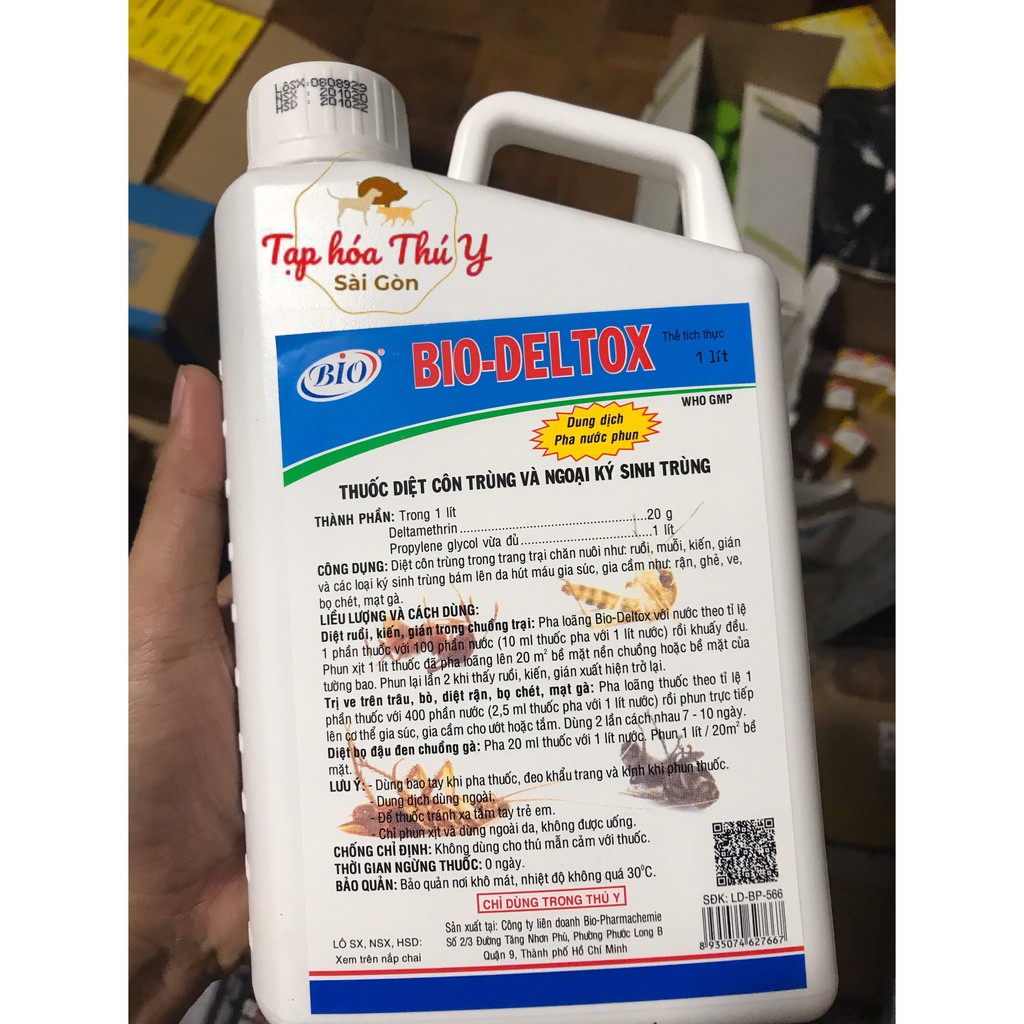 LÔSX:0808929
NSX : 201020
HSD : 201022
Tạp hóa Thú Y
Sài Gòn
BIO
®
BIO-DELTOX
Thể tích thực
1 lít
WHO GMP
Dung dịch
Pha nước phun
THUỐC DIỆT CÔN TRÙNG VÀ NGOẠI KÝ SINH TRÙNG
THÀNH PHẦN: Trong 1 lít
Deltamethrin....................................................20 g
Propylene glycol vừa đủ....................................1 lít
CÔNG DỤNG: Diệt côn trùng trong trang trại chăn nuôi như: ruồi, muỗi, kiến, gián
và các loại ký sinh trùng bám lên da hút máu gia súc, gia cầm như: rận, ghẻ, ve,
bọ chét, mạt gà.
LIỀU LƯỢNG VÀ CÁCH DÙNG:
Diệt ruồi, kiến, gián trong chuồng trại: Pha loãng Bio-Deltox với nước theo tỉ lệ
1 phần thuốc với 100 phần nước (10 ml thuốc pha với 1 lít nước) rồi khuấy đều.
Phun xịt 1 lít thuốc đã pha loãng lên 20 m² bề mặt nền chuồng hoặc bề mặt của
tường bao. Phun lại lần 2 khi thấy ruồi, kiến, gián xuất hiện trở lại.
Trị ve trên trâu, bò, diệt rận, bọ chét, mạt gà: Pha loãng thuốc theo tỉ lệ 1
phần thuốc với 400 phần nước (2,5 ml thuốc pha với 1 lít nước) rồi phun trực tiếp
lên cơ thể gia súc, gia cầm cho ướt hoặc tắm. Dùng 2 lần cách nhau 7 - 10 ngày.
Diệt bọ đậu đen chuồng gà: Pha 20 ml thuốc với 1 lít nước. Phun 1 lít / 20m² bề
mặt.
LƯU Ý: - Dùng bao tay khi pha thuốc, đeo khẩu trang và kính khi phun thuốc.
- Dung dịch dùng ngoài.
- Để thuốc tránh xa tầm tay trẻ em.
- Chỉ phun xịt và dùng ngoài da, không được uống.
CHỐNG CHỈ ĐỊNH: Không dùng cho thú mẫn cảm với thuốc.
THỜI GIAN NGỪNG THUỐC: 0 ngày.
BẢO QUẢN: Bảo quản nơi khô mát, nhiệt độ không quá 30°C.
CHỈ DÙNG TRONG THÚ Y
SĐK: LD-BP-566
LÔ SX, NSX, HSD:
Xem trên nắp chai
Sản xuất tại: Công ty liên doanh Bio-Pharmachemie
Số 2/3 Đường Tăng Nhơn Phú, Phường Phước Long B
Quận 9, Thành phố Hồ Chí Minh
8 935074 627667